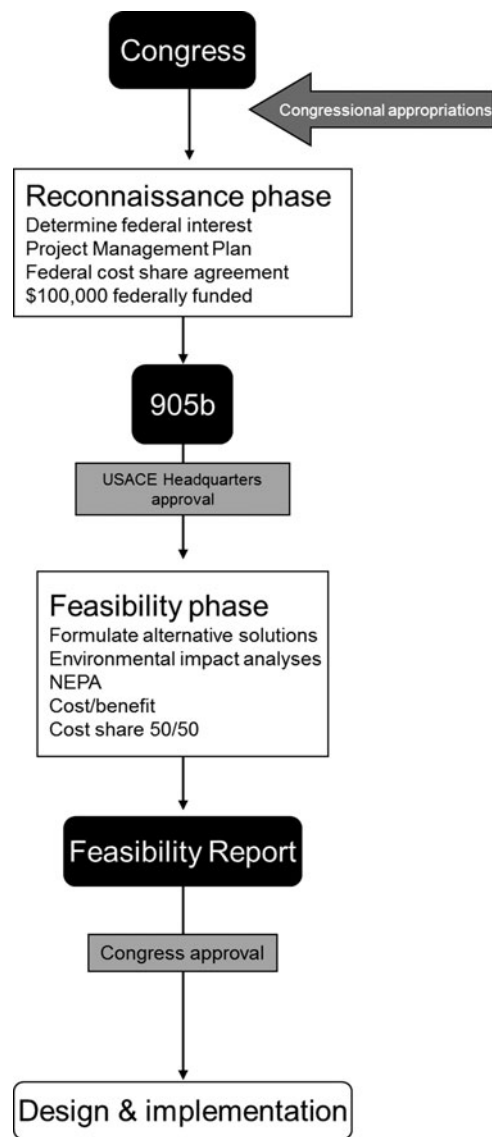 Congress
Congressional appropriations
Reconnaissance phase
Determine federal interest
Project Management Plan
Federal cost share agreement
$100,000 federally funded
905b
USACE Headquarters
approval
Feasibility phase
Formulate alternative solutions
Environmental impact analyses
NEPA
Cost/benefit
Cost share 50/50
Feasibility Report
Congress approval
Design & implementation